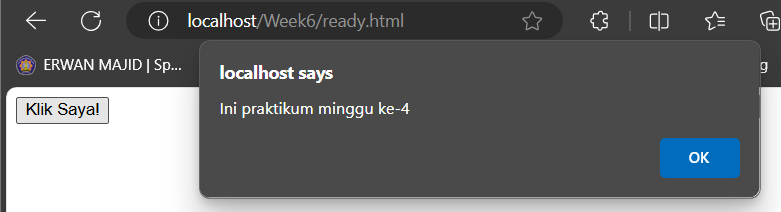 localhost/Week6/ready.html
ERWAN MAJID | Sp...
g
localhost says
Ini praktikum minggu ke-4
OK
Klik Saya!